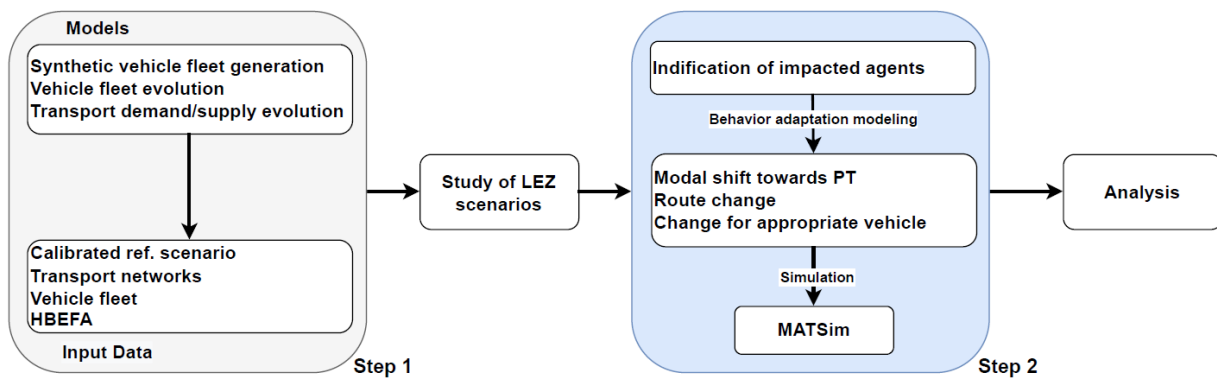 Models
Synthetic vehicle fleet generation
Vehicle fleet evolution
Transport demand/supply evolution
Calibrated ref. scenario
Transport networks
Vehicle fleet
HBEFA
Input Data
Step 1
Study of LEZ
scenarios
Indification of impacted agents
Behavior adaptation modeling
Modal shift towards PT
Route change
Change for appropriate vehicle
Simulation
MATSim
Step 2
Analysis